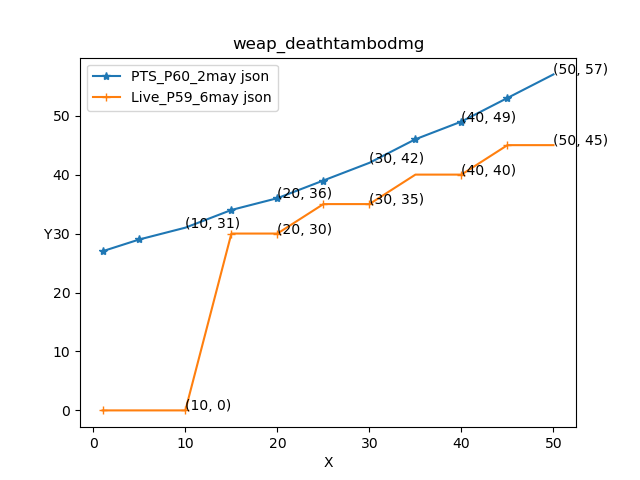 weap_deathtambodmg
PTS_P60_2may json
Live_P59_6may json
(50, 57)
(40, 49)
(30, 42)
(20, 36)
(10, 31)
(50, 45)
(40, 40)
(30, 35)
(20, 30)
(10, 0)
50
40
Y
30
20
10
0
0 10 20 30 40 50
X